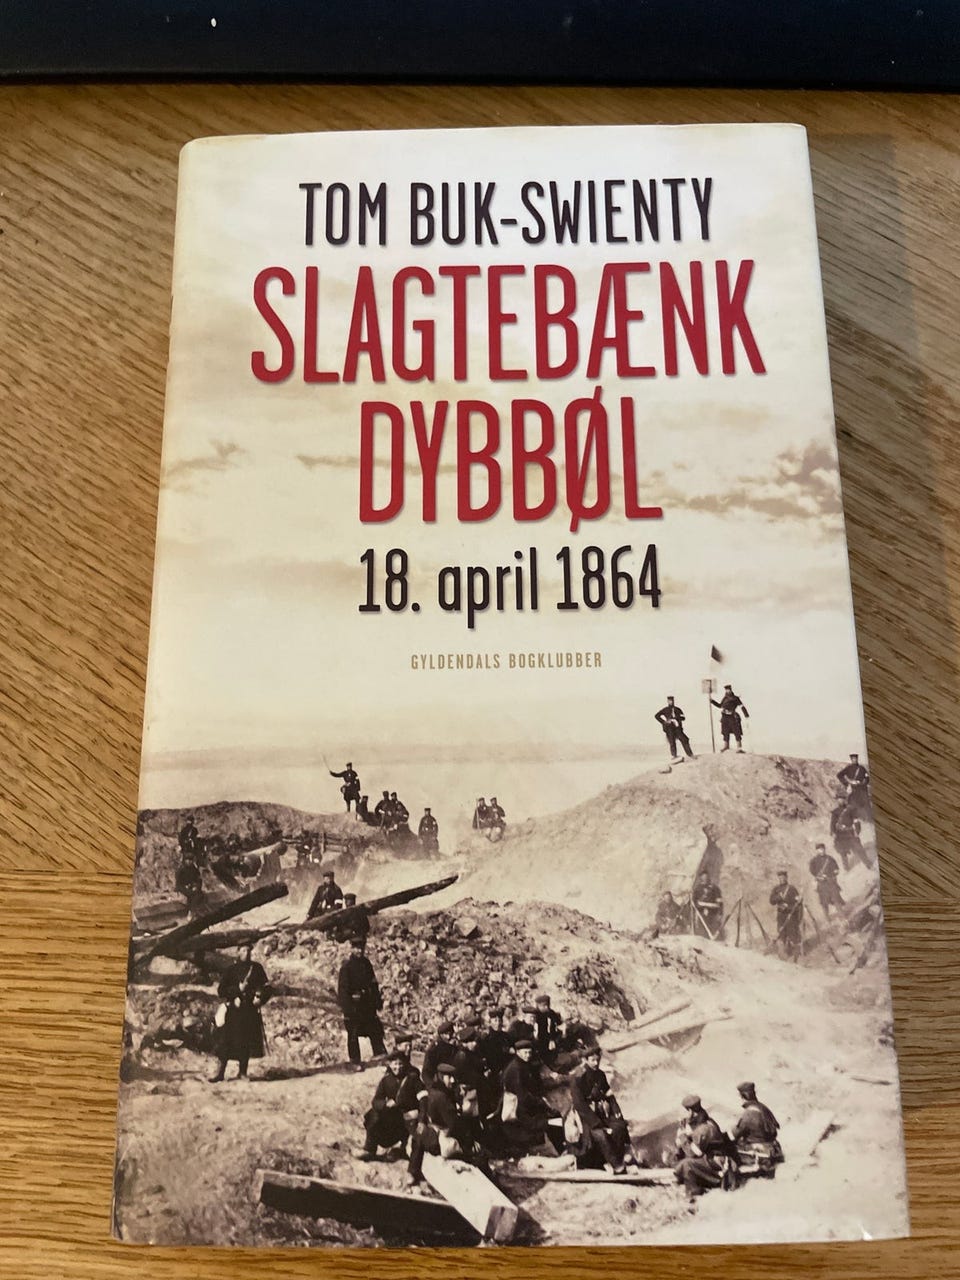 TOM BUK-SWIENTY
SLAGTEBÆNK
DYBBØL
18. april 1864
GYLDENDALS BOGKLUBBER